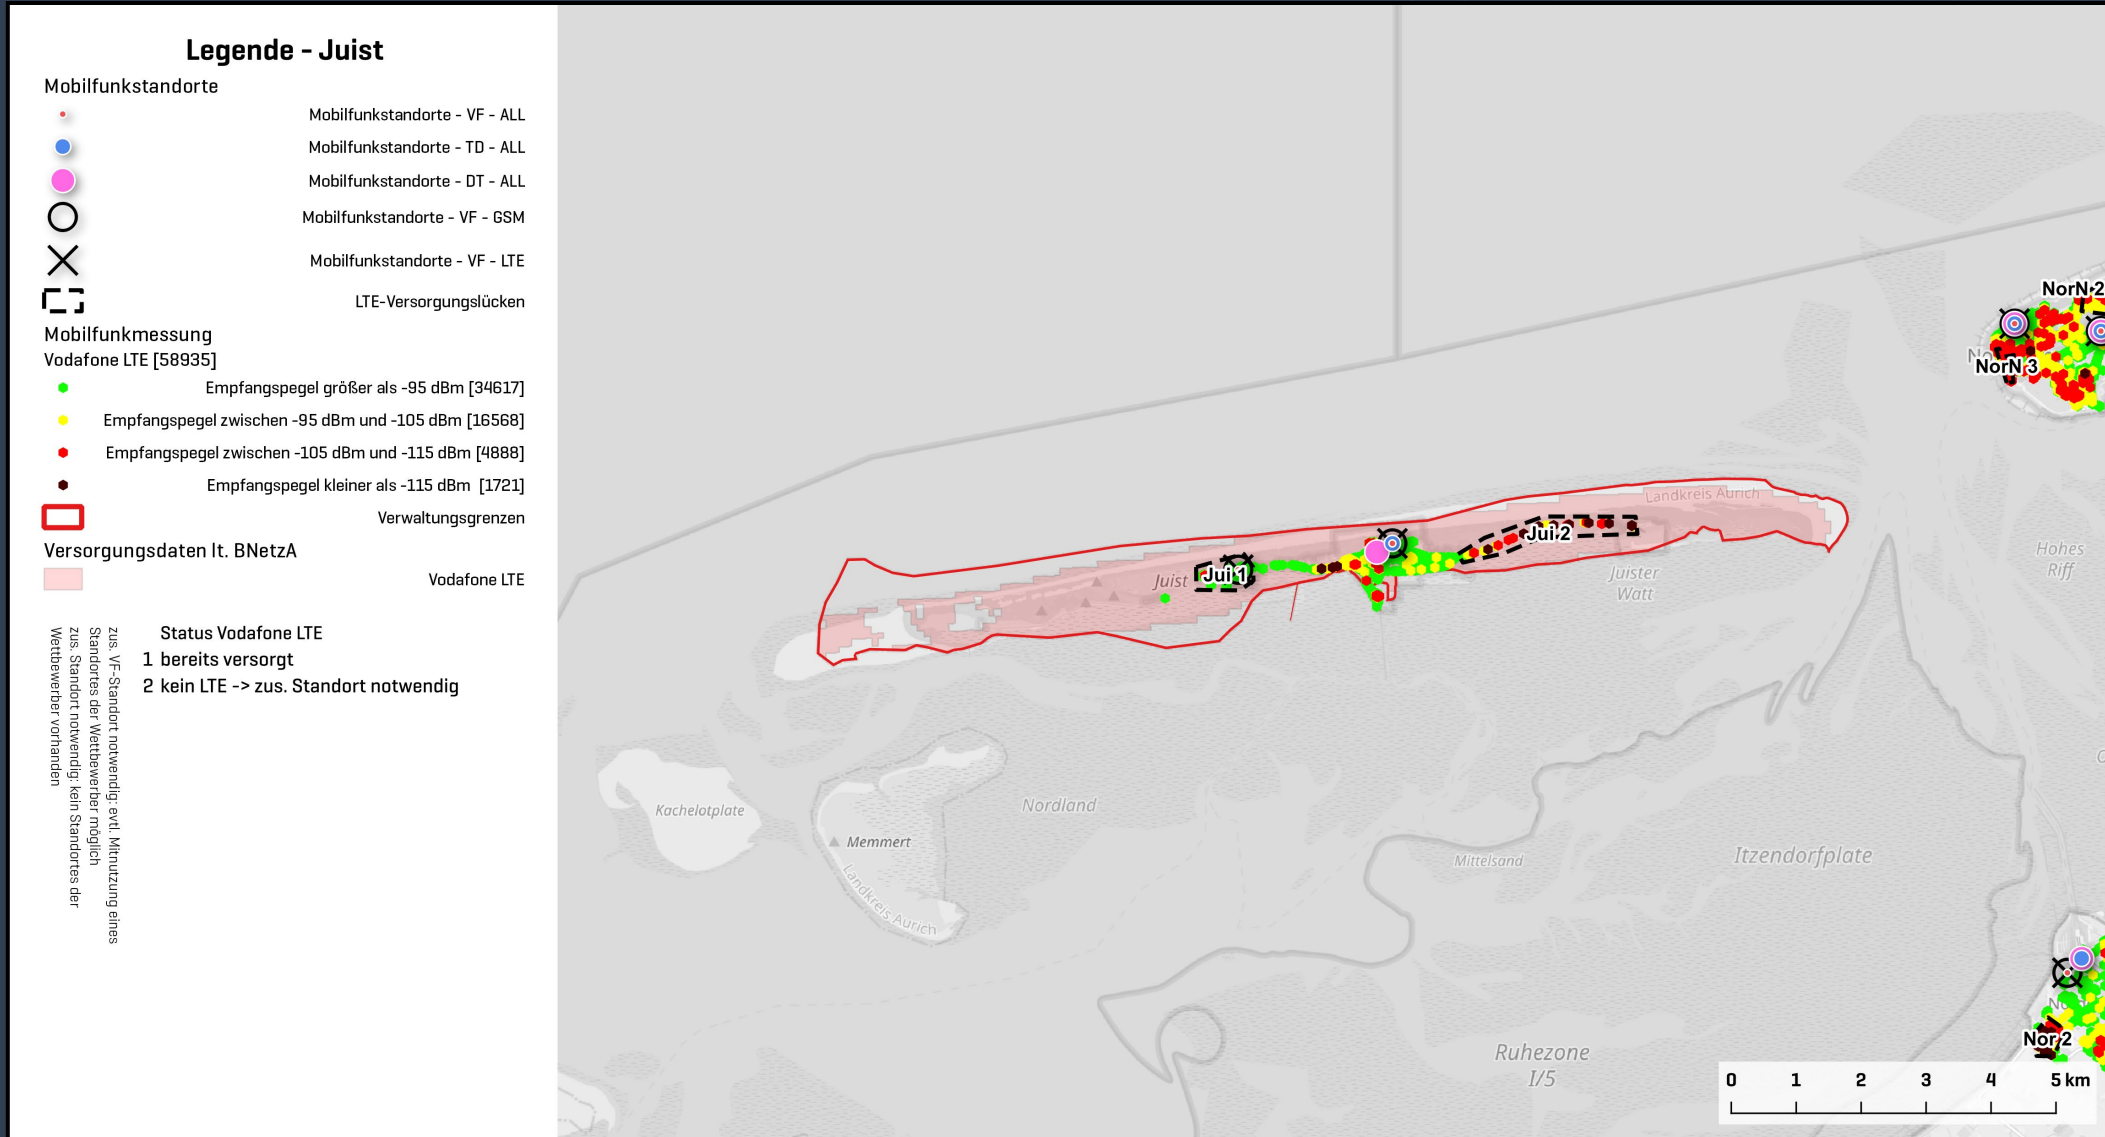 Legende - Juist
Mobilfunkstandorte
Mobilfunkstandorte - VF - ALL
Mobilfunkstandorte - TD - ALL
Mobilfunkstandorte - DT - ALL
Mobilfunkstandorte - VF - GSM
Mobilfunkstandorte - VF - LTE
LTE-Versorgungslücken
Mobilfunkmessung
Vodafone LTE [58935]
Empfangspegel größer als -95 dBm [34617]
Empfangspegel zwischen -95 dBm und -105 dBm [16568]
Empfangspegel zwischen -105 dBm und -115 dBm [4888]
Empfangspegel kleiner als -115 dBm [1721]
Verwaltungsgrenzen
Versorgungsdaten lt. BNetzA
Vodafone LTE
Status Vodafone LTE
1 bereits versorgt
2 kein LTE -> zus. Standort notwendig
zus. VF-Standort notwendig: evtl. Mitnutzung eines
Standortes der Wettbewerber möglich
zus. Standort notwendig: kein Standortes der
Wettbewerber vorhanden
NorN 2
NorN 3
Landkreis Aurich
Jui 2
Juist
Jui 1
Juister
Watt
Hohes
Riff
Kachelotplate
Nordland
Memmert
Landkreis Aurich
Mittelsand
Itzendorfplate
Nor 2
Ruhezone
I/5
0 1 2 3 4 5 km